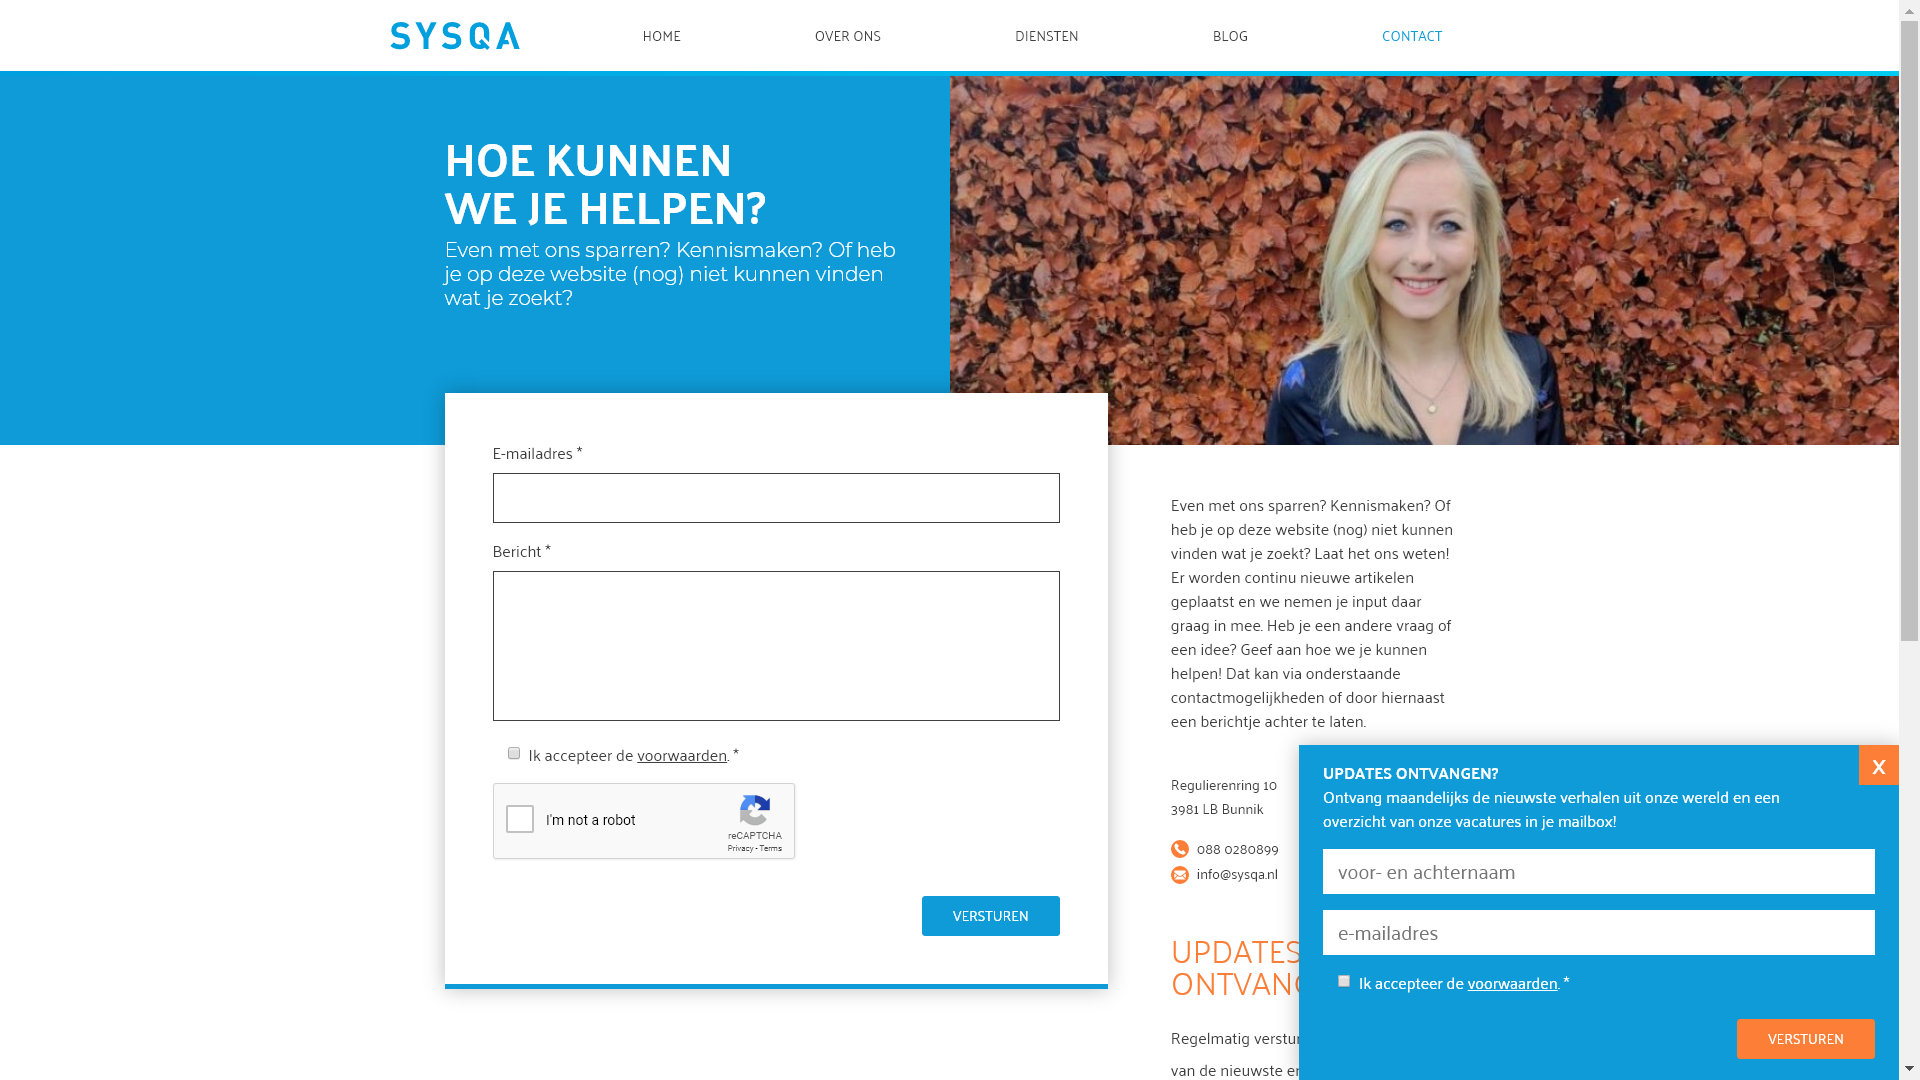 SYSQA
HOME
OVER ONS
DIENSTEN
BLOG
CONTACT
HOE KUNNEN
WE JE HELPEN?
Even met ons sparren? Kennismaken? Of heb
je op deze website (nog) niet kunnen vinden
wat je zoekt?
E-mailadres *
Bericht *
Ik accepteer de voorwaarden. *
I'm not a robot
reCAPTCHA
Privacy - Terms
VERSTUREN
Even met ons sparren? Kennismaken? Of
heb je op deze website (nog) niet kunnen
vinden wat je zoekt? Laat het ons weten!
Er worden continu nieuwe artikelen
geplaatst en we nemen je input daar
graag in mee. Heb je een andere vraag of
een idee? Geef aan hoe we je kunnen
helpen! Dat kan via onderstaande
contactmogelijkheden of door hiernaast
een berichtje achter te laten.
Regulierenring 10
3981 LB Bunnik
088 0280899
info@sysqa.nl
UPDATES
ONTVANG
Regelmatig verstu
van de nieuwste e
UPDATES ONTVANGEN?
Ontvang maandelijks de nieuwste verhalen uit onze wereld en een
overzicht van onze vacatures in je mailbox!
X
voor- en achternaam
e-mailadres
Ik accepteer de voorwaarden. *
VERSTUREN